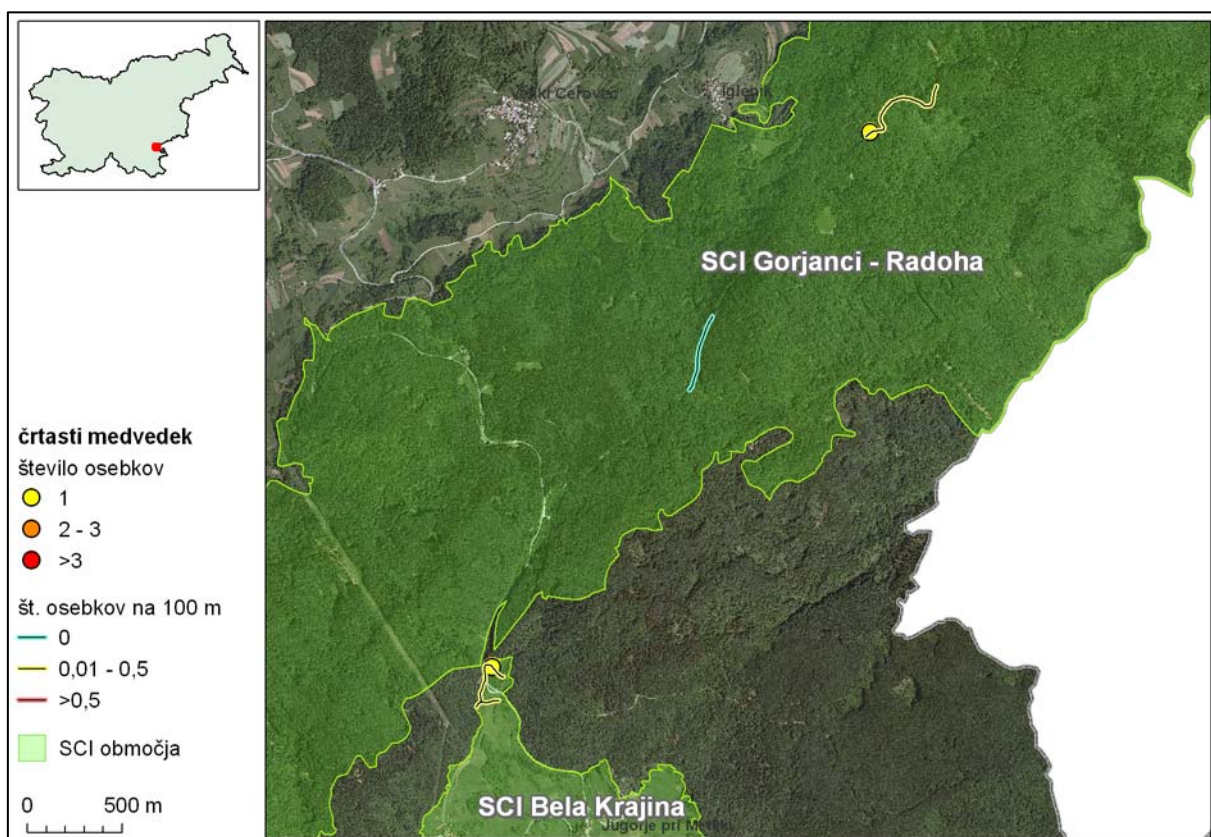 Iglenik
SCI Gorjanci - Radoha
črtasti medvedek
število osebkov
1
2 - 3
>3
št. osebkov na 100 m
0
0,01 - 0,5
>0,5
SCI območja
0 500 m
SCI Bela Krajina
Jugorje pri